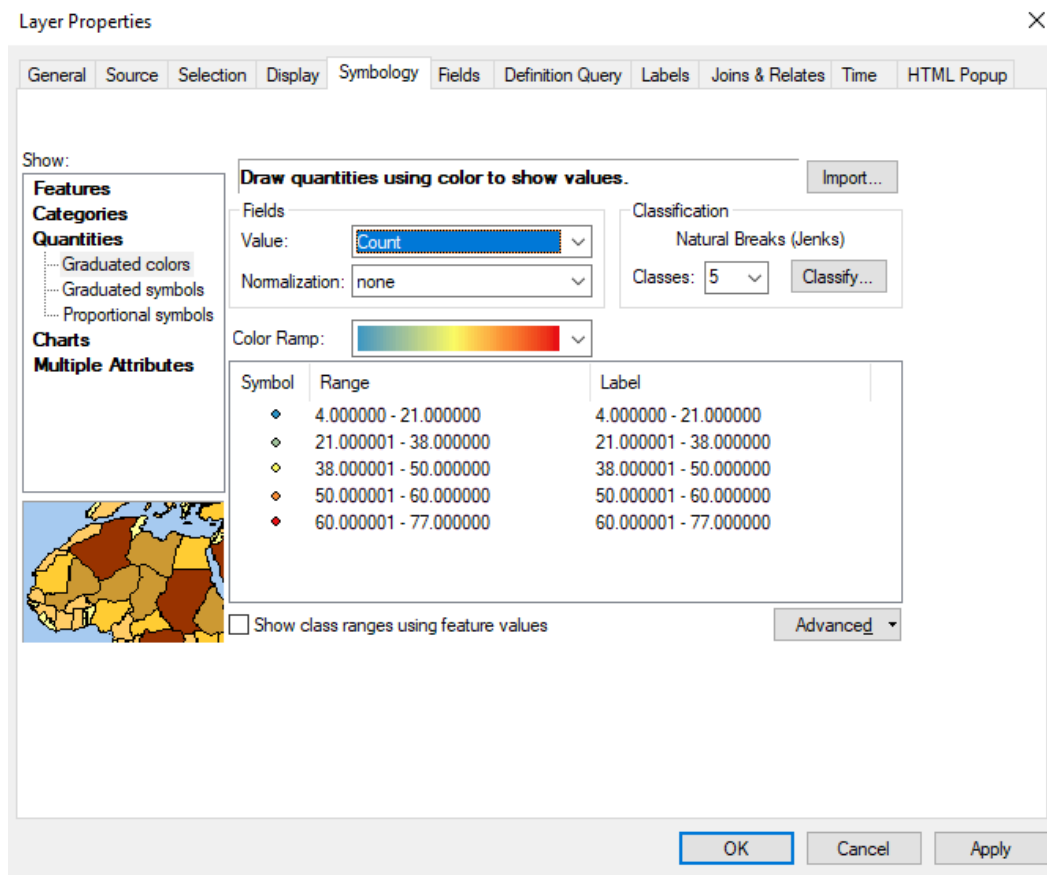 Layer Properties
General Source Selection Display Symbology Fields Definition Query Labels Joins & Relates Time HTML Popup
Show:
Features
Categories
Quantities
Graduated colors
Graduated symbols
Proportional symbols
Charts
Multiple Attributes
Draw quantities using color to show values.
Import...
Fields
Value: Count
Normalization: none
Classification
Natural Breaks (Jenks)
Classes: 5 Classify...
Color Ramp:
Symbol Range Label
4.000000 - 21.000000 4.000000 - 21.000000
21.000001 - 38.000000 21.000001 - 38.000000
38.000001 - 50.000000 38.000001 - 50.000000
50.000001 - 60.000000 50.000001 - 60.000000
60.000001 - 77.000000 60.000001 - 77.000000
Show class ranges using feature values
Advanced
OK Cancel Apply